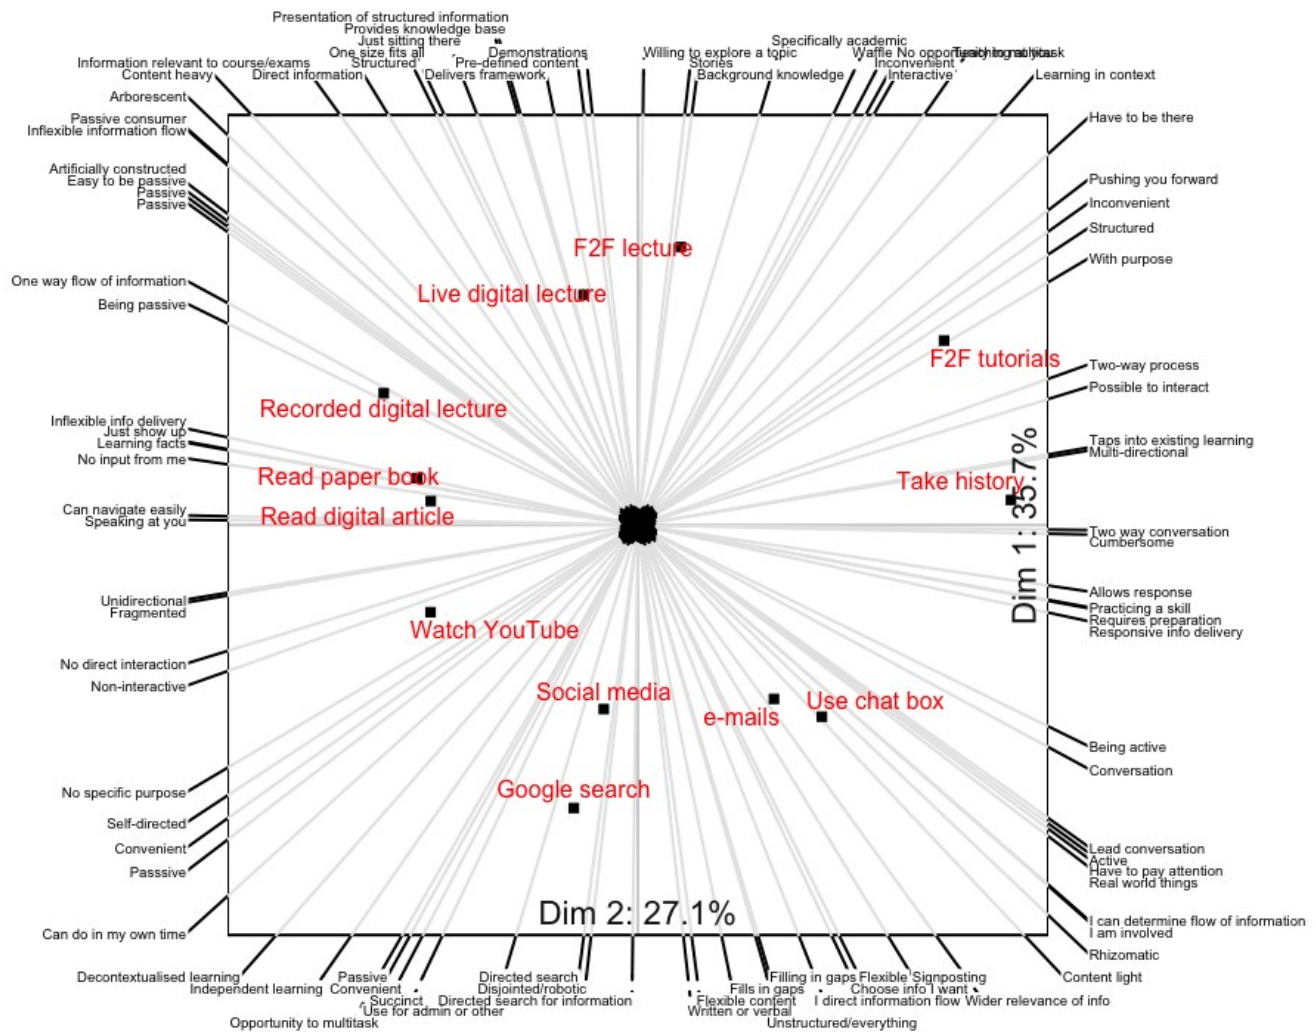 Presentation of structured information
Provides knowledge base
Just sitting there
One size fits all
Structured
Demonstrations
Pre-defined content
Delivers framework
Information relevant to course/exams
Content heavy
Direct information
Willing to explore a topic
Stories
Background knowledge
Specifically academic
Waffle
Inconvenient
Interactive
Learning in context
Arborescent
Passive consumer
Inflexible information flow
Artificially constructed
Easy to be passive
Passive
Passive
One way flow of information
Being passive
Inflexible info delivery
Just show up
Learning facts
No input from me
Can navigate easily
Speaking at you
Unidirectional
Fragmented
No direct interaction
Non-interactive
No specific purpose
Self-directed
Convenient
Passsive
Can do in my own time
Have to be there
Pushing you forward
Inconvenient
Structured
With purpose
Two-way process
Possible to interact
Taps into existing learning
Multi-directional
Two way conversation
Cumbersome
Allows response
Practicing a skill
Requires preparation
Responsive info delivery
Being active
Conversation
Lead conversation
Active
Have to pay attention
Real world things
I can determine flow of information
I am involved
Rhizomatic
Content light
F2F lecture
Live digital lecture
F2F tutorials
Recorded digital lecture
Read paper book
Read digital article
Take history
Watch YouTube
Social media
e-mails
Use chat box
Google search
Dim 1: 35.7%
Dim 2: 27.1%
Decontextualised learning
Independent learning
Passive
Convenient
Succinct
Use for admin or other
Opportunity to multitask
Directed search
Disjointed/robotic
Directed search for information
Filling in gaps
Flexible
Signposting
Fills in gaps
Choose info I want
Flexible content
I direct information flow
Wider relevance of info
Written or verbal
Unstructured/everything